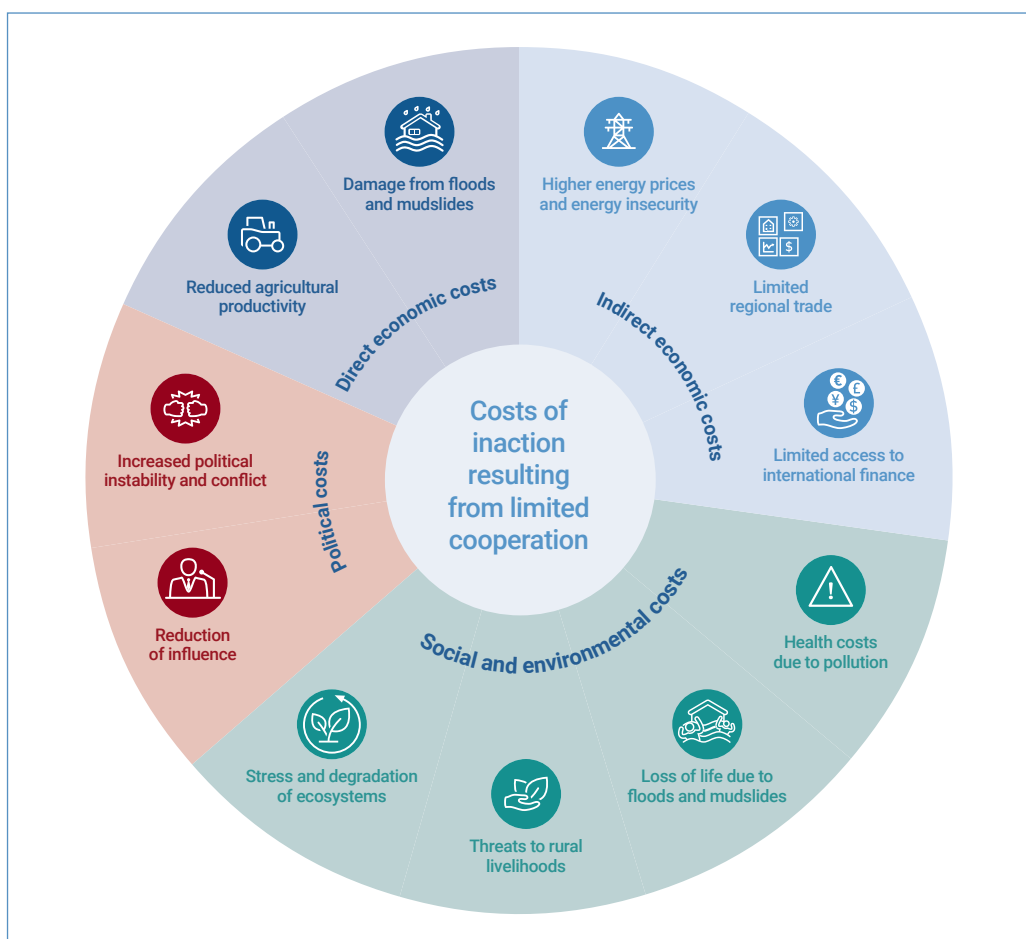 Costs of
inaction
resulting
from limited
cooperation
Direct economic costs
Damage from floods
and mudslides
Reduced agricultural
productivity
Indirect economic costs
Higher energy prices
and energy insecurity
Limited
regional trade
$
Limited access to
international finance
€
£
¥
$
Social and environmental costs
!
Health costs
due to pollution
Loss of life due to
floods and mudslides
Threats to rural
livelihoods
Stress and degradation
of ecosystems
Political costs
Reduction
of influence
Increased political
instability and conflict